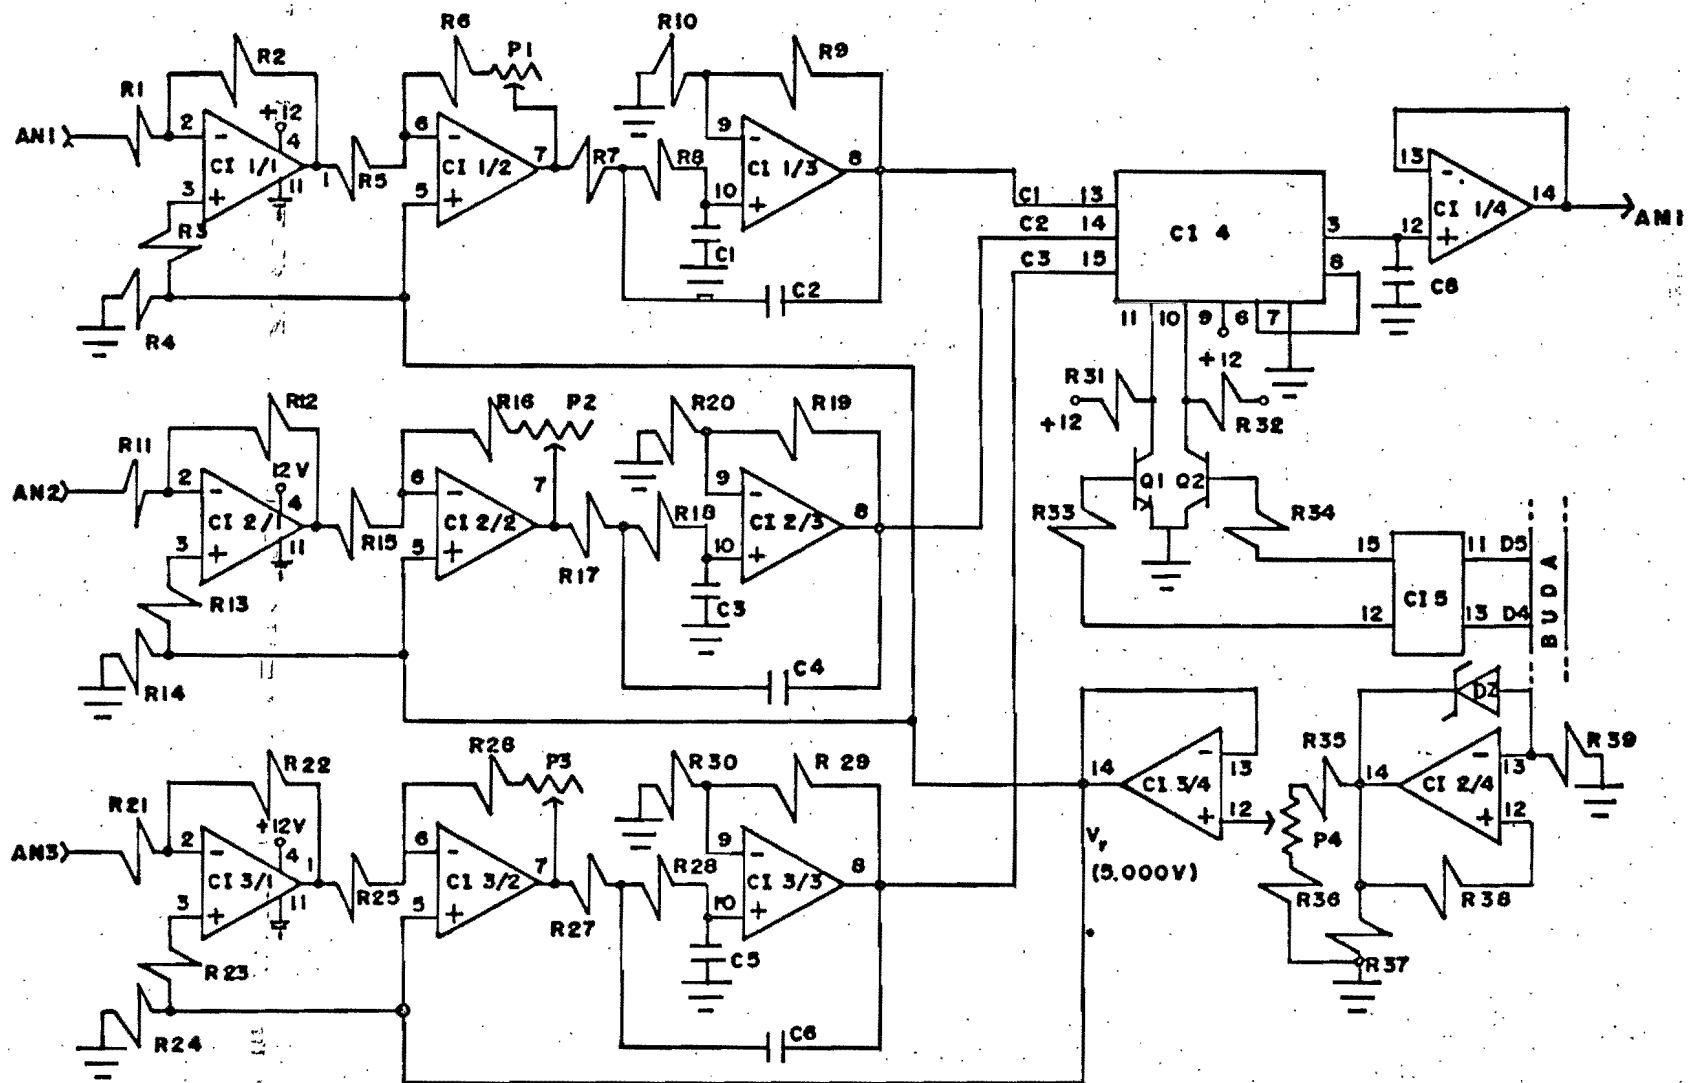 R1
R2
R6
P1
R10
R9
AN1
2
-
+12
4
CI 1/1
3
+
11
1
R5
6
-
CI 1/2
7
5
+
R7
R8
9
-
CI 1/3
8
10
+
C1
C2
R3
R4
C1 13
C2 14
C3 15
CI 4
3
8
11
10
9
6
7
+12
13
-
CI 1/4
14
12
+
AM1
C8
R31
+12
R32
Q1
Q2
R33
R34
15
11 D5
CI 5
12
13 D4
BUDA
R11
R12
R16
P2
R20
R19
AN2
2
-
12V
4
CI 2/1
3
+
11
R15
6
-
CI 2/2
7
5
+
R17
R18
9
-
CI 2/3
8
10
+
C3
C4
R13
R14
R21
R22
R26
P3
R30
R29
AN3
2
-
+12V
4
CI 3/1
1
3
+
11
R25
6
-
CI 3/2
7
5
+
R27
R28
9
-
CI 3/3
8
10
+
C5
C6
R23
R24
14
-
13
CI 3/4
+
12
Vr
(5.000V)
R35
P4
R36
R37
R38
14
CI 2/4
-
13
+
12
DZ
R39